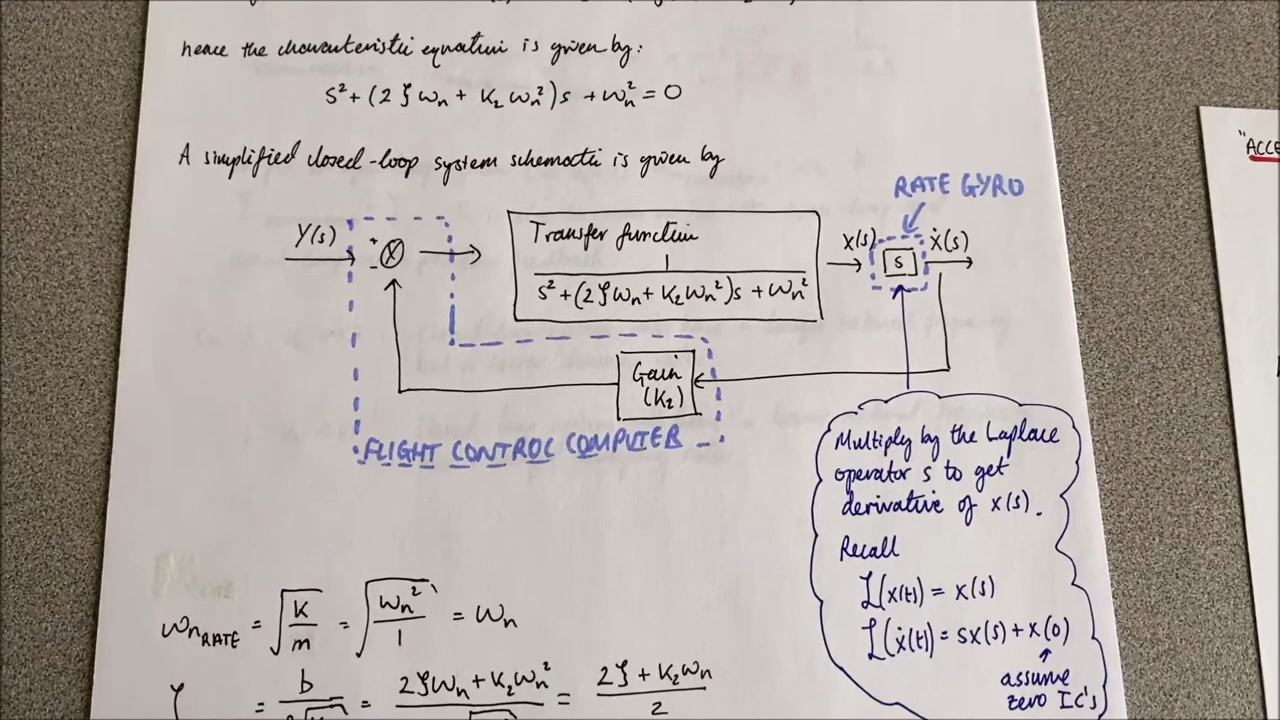 hence the characteristic equation is given by:
s² + (2ζωn + K₂ωn²)s + ωn² = 0
A simplified closed-loop system schematic is given by
"ACCE
RATE GYRO
Y(s)
+
X
-
Transfer function
1
s² + (2ζωn + K₂ωn²)s + ωn²
X(s)
s
Ẋ(s)
Gain
(K₂)
FLIGHT CONTROL COMPUTER
Multiply by the Laplace
operator s to get
derivative of X(s).
Recall
ℒ(x(t)) = X(s)
ℒ(ẋ(t)) = sX(s) + x(0)
↑
assume
zero IC's
ωnRATE = √(K/m) = √(ωn²/1) = ωn
ζ = b = 2ζωn + K₂ωn² = (2ζ + K₂ωn)/2